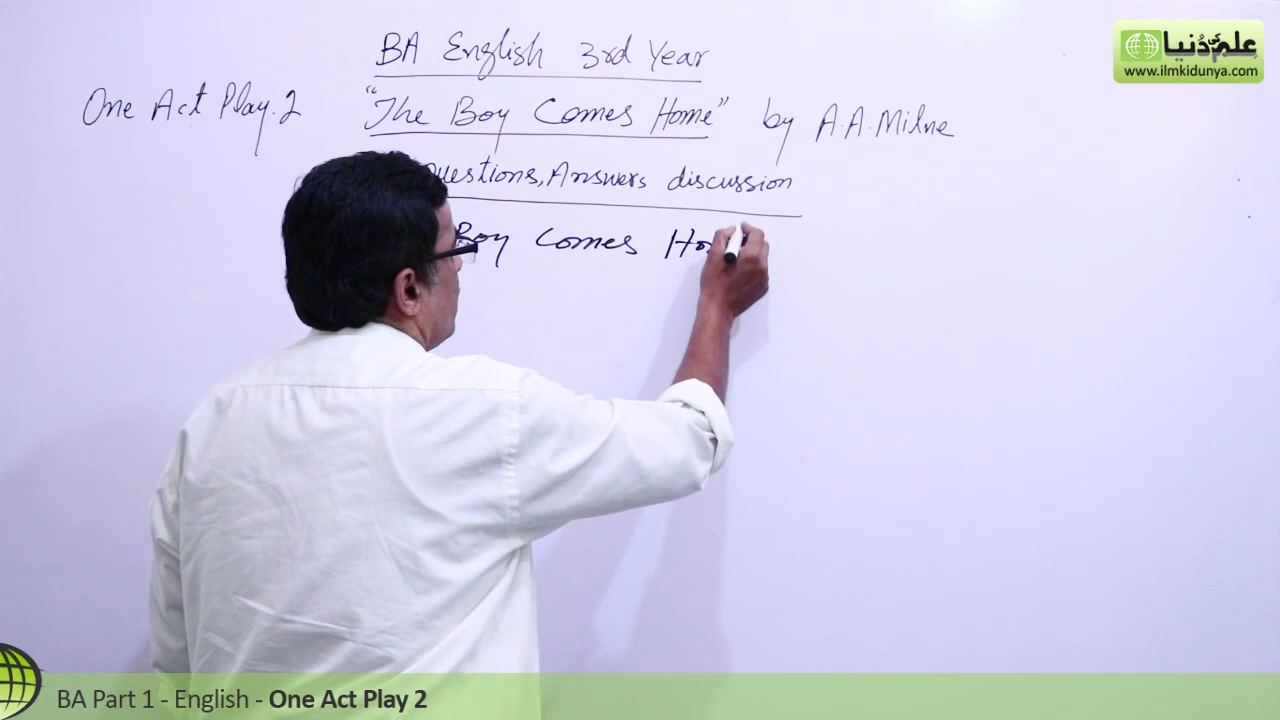 BA English 3rd Year
One Act Play.2 "The Boy Comes Home" by A.A.Milne
Questions, Answers discussion
Boy Comes
علم کی دُنیا
www.ilmkidunya.com
BA Part 1 - English - One Act Play 2